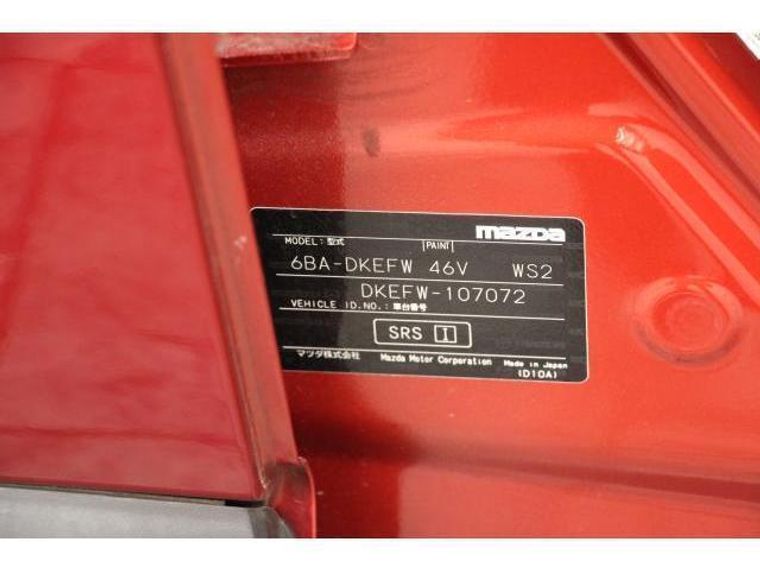 mazda
MODEL:型式 PAINT
6BA-DKEFW 46V WS2
DKEFW-107072
VEHICLE ID.NO.:車台番号
SRS I
マツダ株式会社 Mazda Motor Corporation Made in Japan
(D10A)